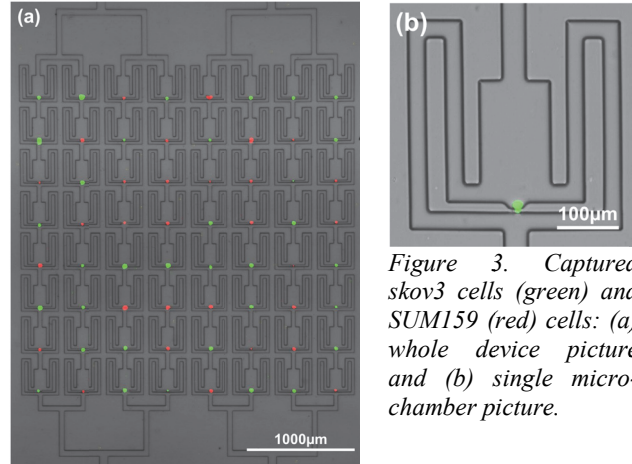 (a)
1000µm
(b)
100µm
Figure 3. Captured
skov3 cells (green) and
SUM159 (red) cells: (a)
whole device picture
and (b) single micro-
chamber picture.